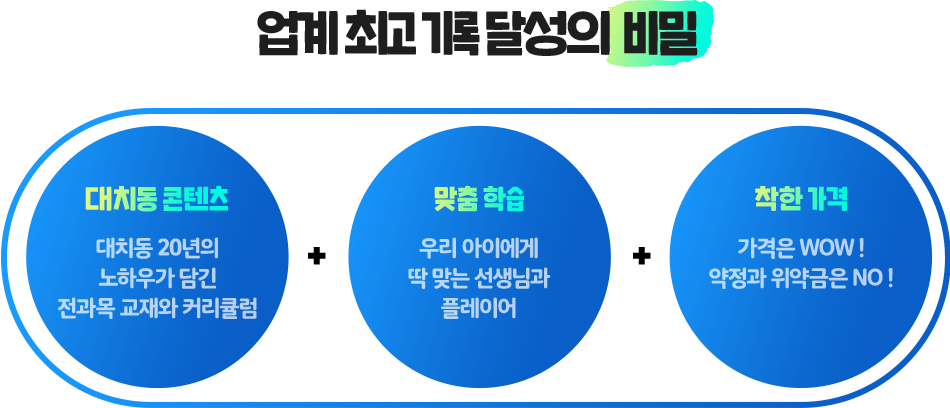 업계 최고 기록 달성의 비밀
대치동 콘텐츠
대치동 20년의
노하우가 담긴
전과목 교재와 커리큘럼
+
맞춤 학습
우리 아이에게
딱 맞는 선생님과
플레이어
+
착한 가격
가격은 WOW !
약정과 위약금은 NO !